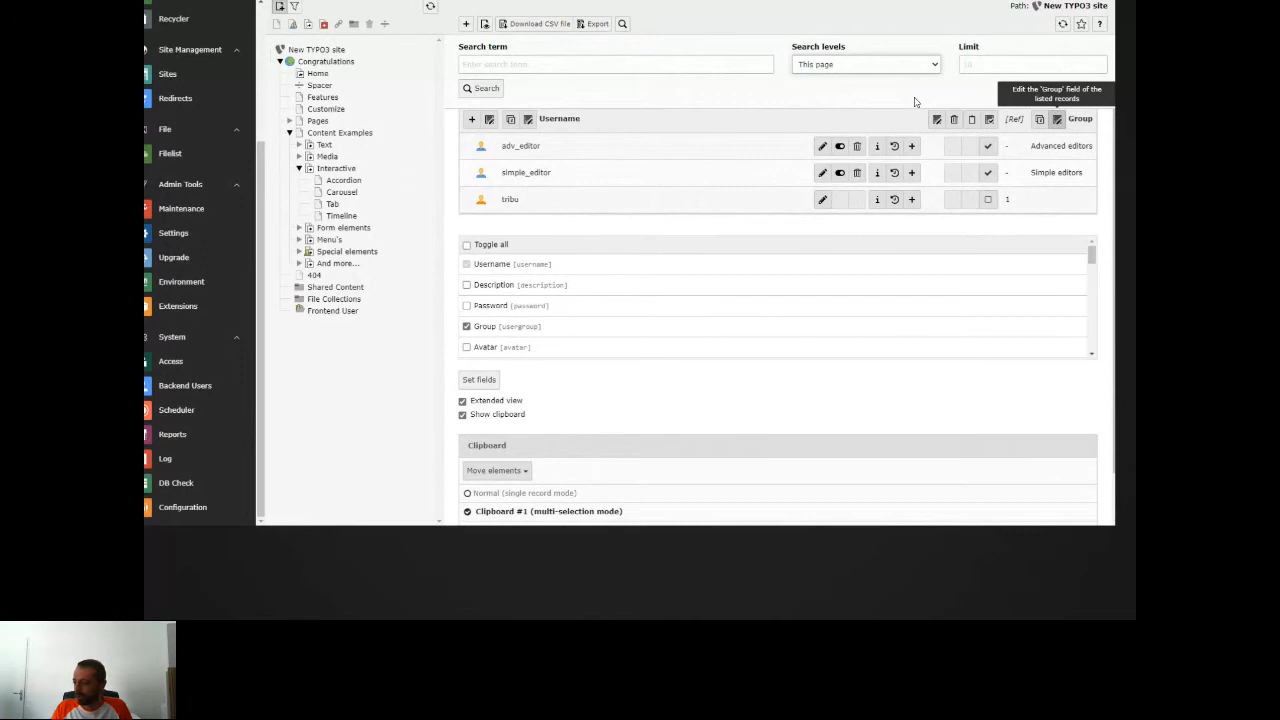 Recycler
Site Management
Sites
Redirects
File
Filelist
Admin Tools
Maintenance
Settings
Upgrade
Environment
Extensions
System
Access
Backend Users
Scheduler
Reports
Log
DB Check
Configuration
New TYPO3 site
Congratulations
Home
Spacer
Features
Customize
Pages
Content Examples
Text
Media
Interactive
Accordion
Carousel
Tab
Timeline
Form elements
Menu's
Special elements
And more...
404
Shared Content
File Collections
Frontend User
Path: New TYPO3 site
Download CSV file Export
Search term Search levels Limit
Enter search term This page 10
Search
Edit the 'Group' field of the
listed records
Username [Ref] Group
adv_editor - Advanced editors
simple_editor - Simple editors
tribu 1
Toggle all
Username [username]
Description [description]
Password [password]
Group [usergroup]
Avatar [avatar]
Set fields
Extended view
Show clipboard
Clipboard
Move elements
Normal (single record mode)
Clipboard #1 (multi-selection mode)